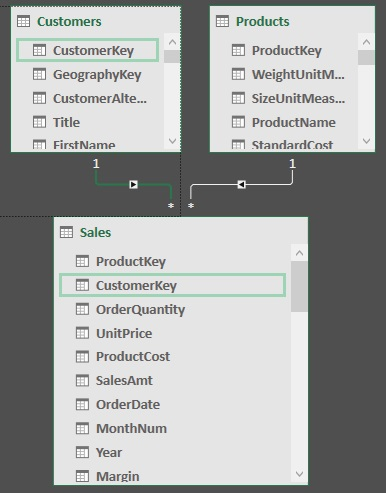 Customers
CustomerKey
GeographyKey
CustomerAlte...
Title
FirstName
Products
ProductKey
WeightUnitM...
SizeUnitMeas...
ProductName
StandardCost
1
1
*
*
Sales
ProductKey
CustomerKey
OrderQuantity
UnitPrice
ProductCost
SalesAmt
OrderDate
MonthNum
Year
Margin